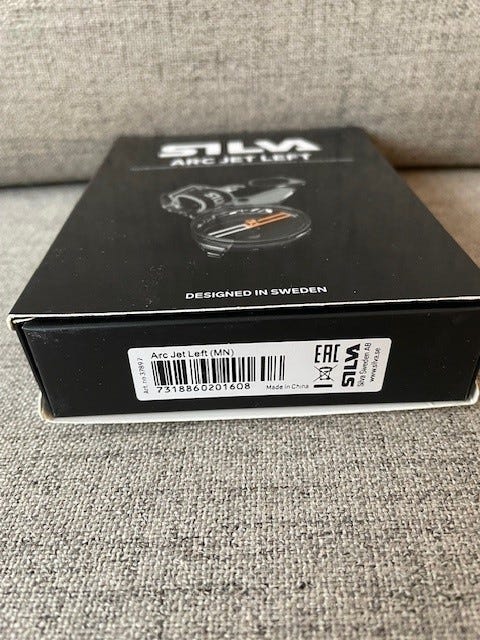 SILVA
ARC JET LEFT
DESIGNED IN SWEDEN
Arc Jet Left (MN)
7318860201608
Made in China
EAC
SILVA
Silva Sweden AB
www.silva.se